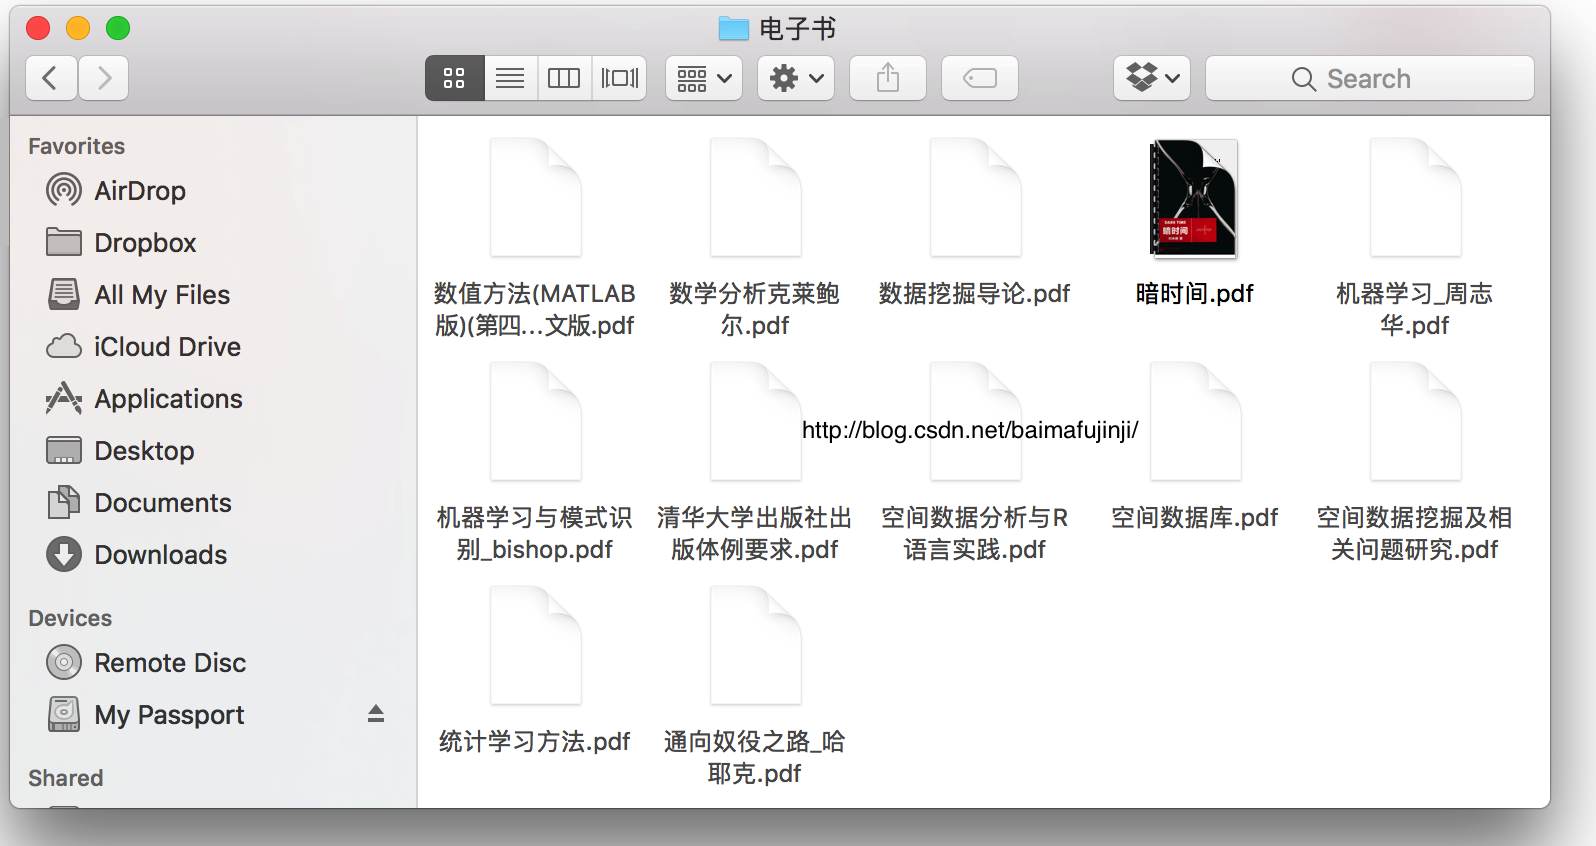 电子书
Search
Favorites
AirDrop
Dropbox
All My Files
iCloud Drive
Applications
Desktop
Documents
Downloads
Devices
Remote Disc
My Passport
Shared
数值方法(MATLAB
版)(第四...文版.pdf
数学分析克莱鲍
尔.pdf
数据挖掘导论.pdf
DARK TIME
暗时间
暗时间.pdf
机器学习_周志
华.pdf
http://blog.csdn.net/baimafujinji/
机器学习与模式识
别_bishop.pdf
清华大学出版社出
版体例要求.pdf
空间数据分析与R
语言实践.pdf
空间数据库.pdf
空间数据挖掘及相
关问题研究.pdf
统计学习方法.pdf
通向奴役之路_哈
耶克.pdf